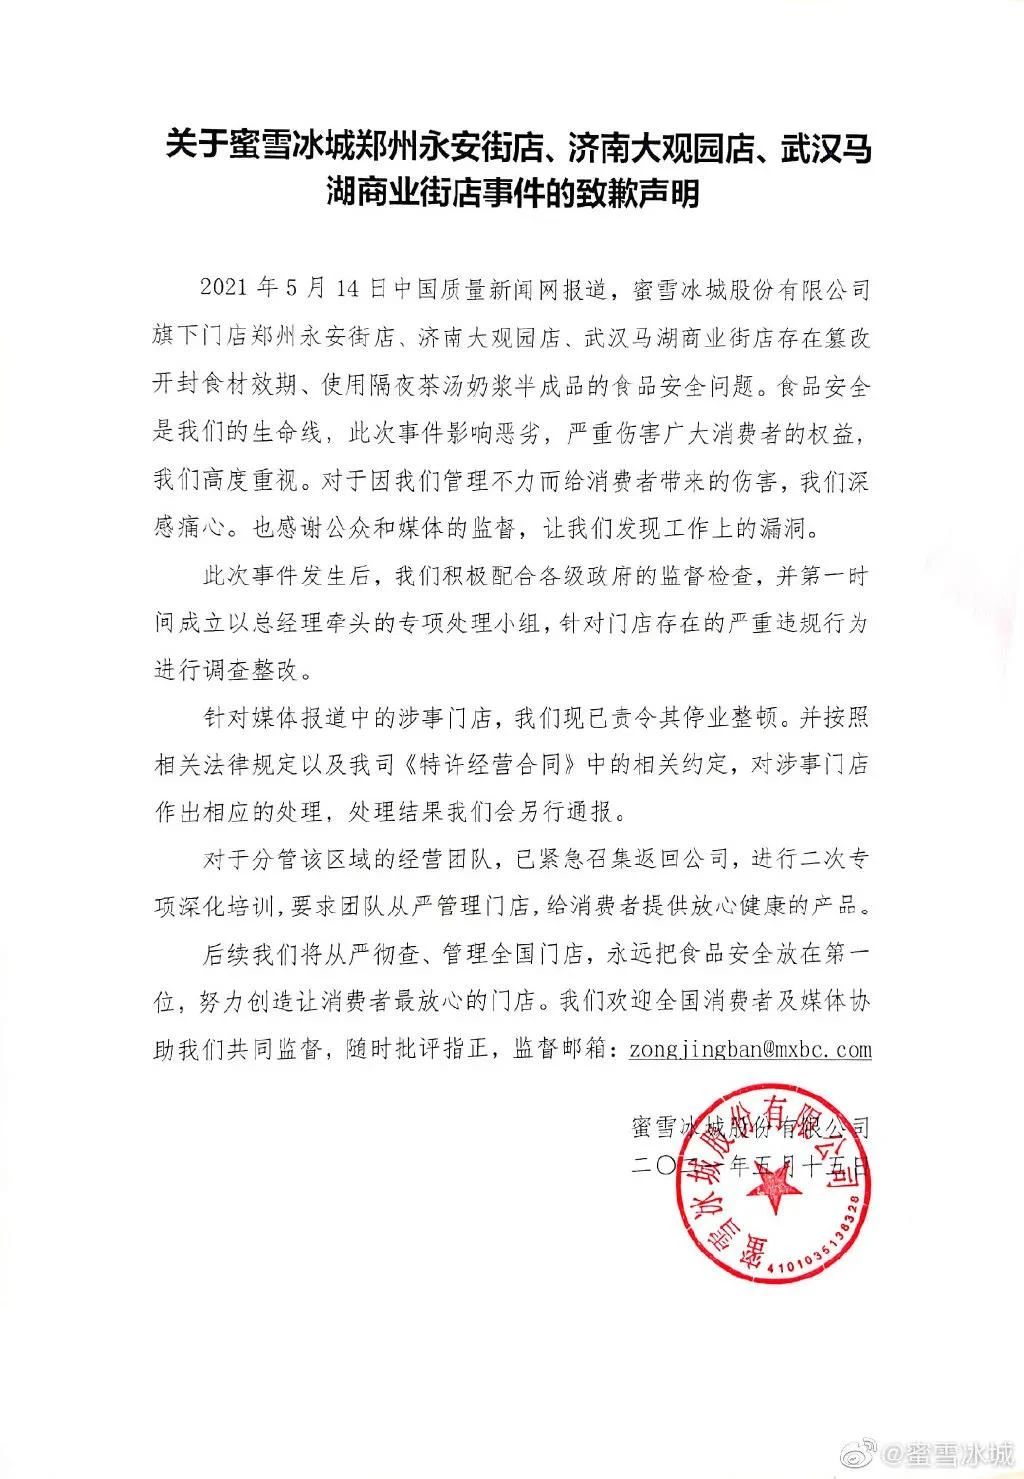 关于蜜雪冰城郑州永安街店、济南大观园店、武汉马
湖商业街店事件的致歉声明
2021 年 5 月 14 日中国质量新闻网报道，蜜雪冰城股份有限公司
旗下门店郑州永安街店、济南大观园店、武汉马湖商业街店存在篡改
开封食材效期、使用隔夜茶汤奶浆半成品的食品安全问题。食品安全
是我们的生命线，此次事件影响恶劣，严重伤害广大消费者的权益，
我们高度重视。对于因我们管理不力而给消费者带来的伤害，我们深
感痛心。也感谢公众和媒体的监督，让我们发现工作上的漏洞。
此次事件发生后，我们积极配合各级政府的监督检查，并第一时
间成立以总经理牵头的专项处理小组，针对门店存在的严重违规行为
进行调查整改。
针对媒体报道中的涉事门店，我们现已责令其停业整顿。并按照
相关法律规定以及我司《特许经营合同》中的相关约定，对涉事门店
作出相应的处理，处理结果我们会另行通报。
对于分管该区域的经营团队，已紧急召集返回公司，进行二次专
项深化培训，要求团队从严管理门店，给消费者提供放心健康的产品。
后续我们将从严彻查、管理全国门店，永远把食品安全放在第一
位，努力创造让消费者最放心的门店。我们欢迎全国消费者及媒体协
助我们共同监督，随时批评指正，监督邮箱：zongjingban@mxbc.com
蜜雪冰城股份有限公司
二〇二一年五月十五日
蜜雪冰城股份有限公司
4101035138328
@蜜雪冰城